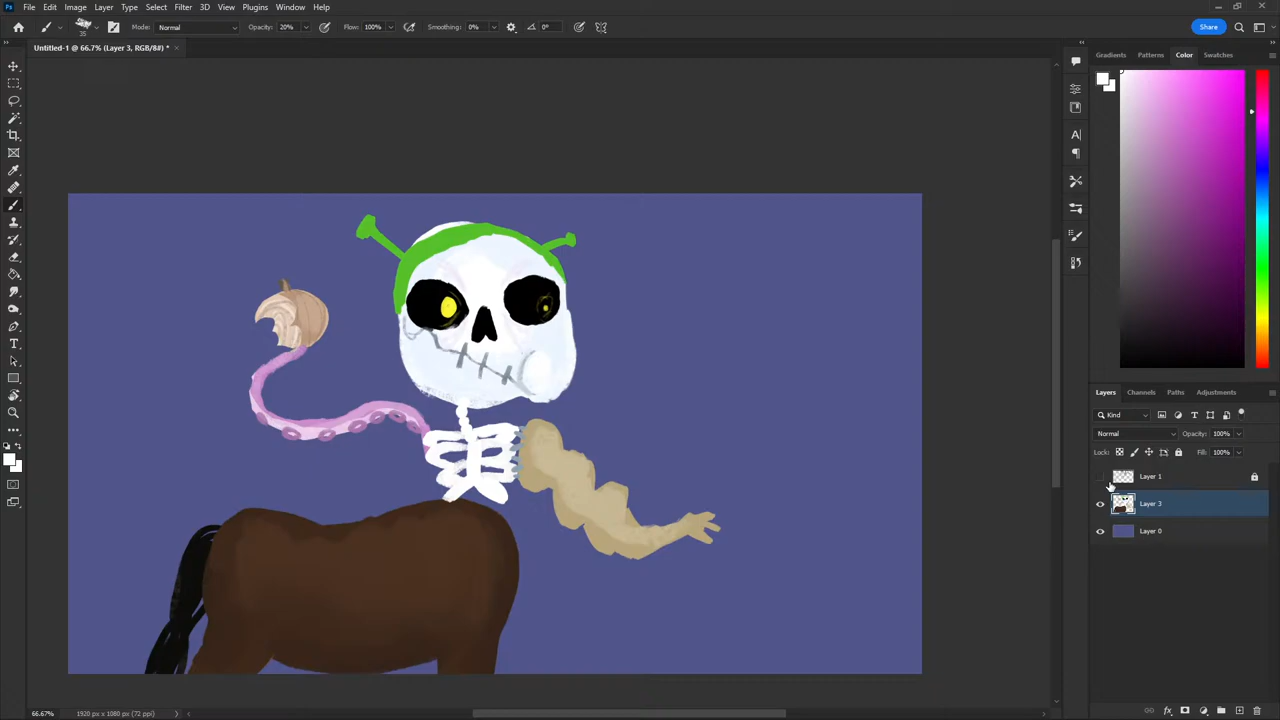 Ps File Edit Image Layer Type Select Filter 3D View Plugins Window Help
35 Mode: Normal Opacity: 20% Flow: 100% Smoothing: 0% 0° Share
Untitled-1 @ 66.7% (Layer 3, RGB/8#) * ×
Gradients Patterns Color Swatches
Layers Channels Paths Adjustments
Kind
Normal Opacity: 100%
Lock: Fill: 100%
Layer 1
Layer 3
Layer 0
66.67% 1920 px x 1080 px (72 ppi)